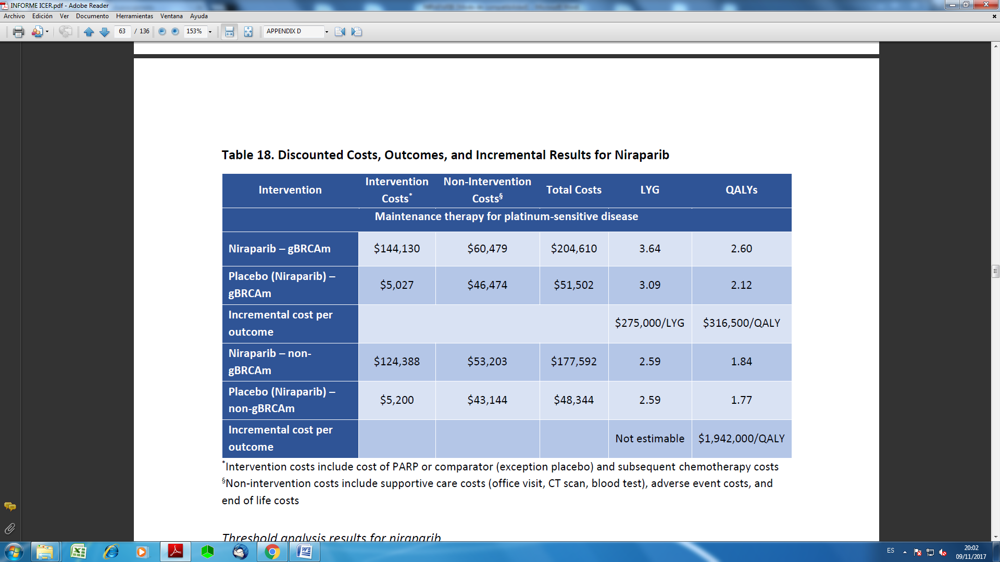 INFORME ICER.pdf - Adobe Reader
Archivo Edición Ver Documento Herramientas Ventana Ayuda
63 / 136 153% APPENDIX D
Table 18. Discounted Costs, Outcomes, and Incremental Results for Niraparib
Intervention Intervention Costs* Non-Intervention Costs§ Total Costs LYG QALYs
Maintenance therapy for platinum-sensitive disease
Niraparib – gBRCAm $144,130 $60,479 $204,610 3.64 2.60
Placebo (Niraparib) – gBRCAm $5,027 $46,474 $51,502 3.09 2.12
Incremental cost per outcome $275,000/LYG $316,500/QALY
Niraparib – non-gBRCAm $124,388 $53,203 $177,592 2.59 1.84
Placebo (Niraparib) – non-gBRCAm $5,200 $43,144 $48,344 2.59 1.77
Incremental cost per outcome Not estimable $1,942,000/QALY
*Intervention costs include cost of PARP or comparator (exception placebo) and subsequent chemotherapy costs
§Non-intervention costs include supportive care costs (office visit, CT scan, blood test), adverse event costs, and
end of life costs
Threshold analysis results for niraparib
ES
20:02
09/11/2017